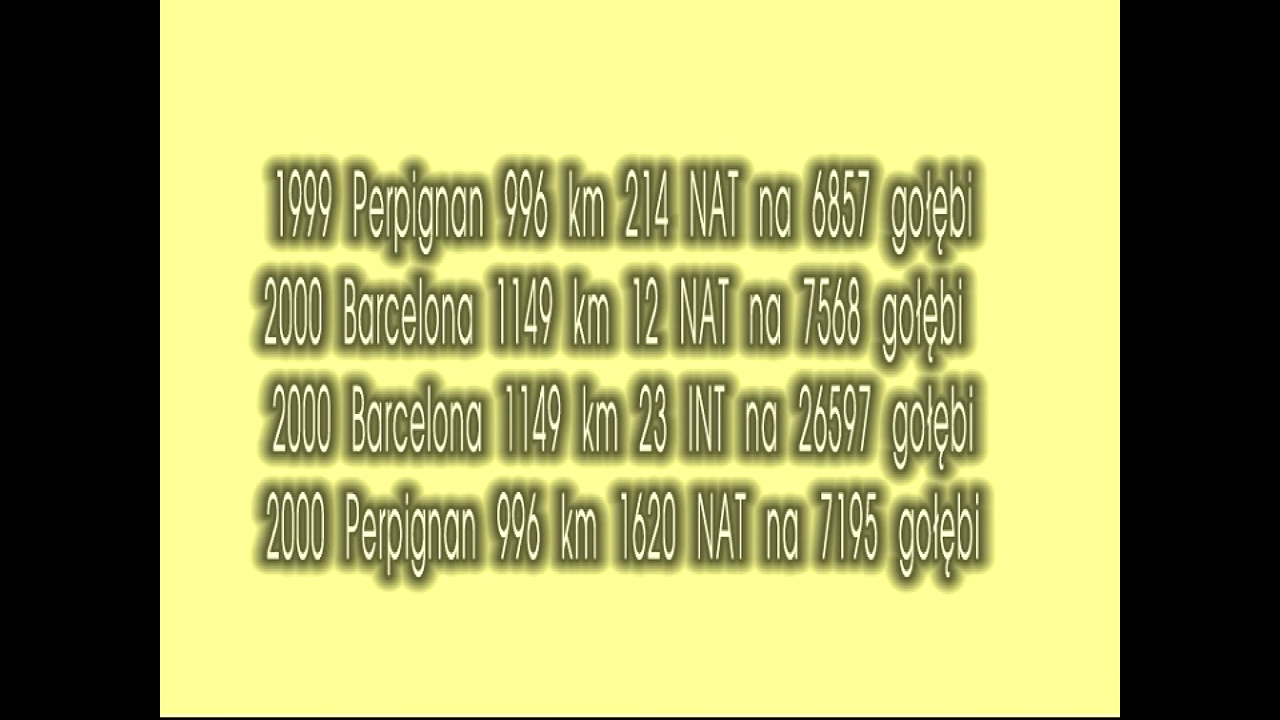 1999 Perpignan 996 km 214 NAT na 6857 gołębi
2000 Barcelona 1149 km 12 NAT na 7568 gołębi
2000 Barcelona 1149 km 23 INT na 26597 gołębi
2000 Perpignan 996 km 1620 NAT na 7195 gołębi